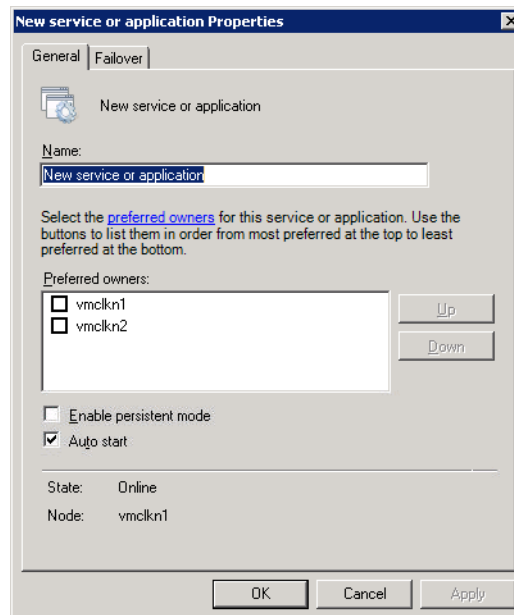 New service or application Properties
General
Failover
New service or application
Name:
New service or application
Select the preferred owners for this service or application. Use the
buttons to list them in order from most preferred at the top to least
preferred at the bottom.
Preferred owners:
vmclkn1
vmclkn2
Up
Down
Enable persistent mode
Auto start
State: Online
Node: vmclkn1
OK
Cancel
Apply